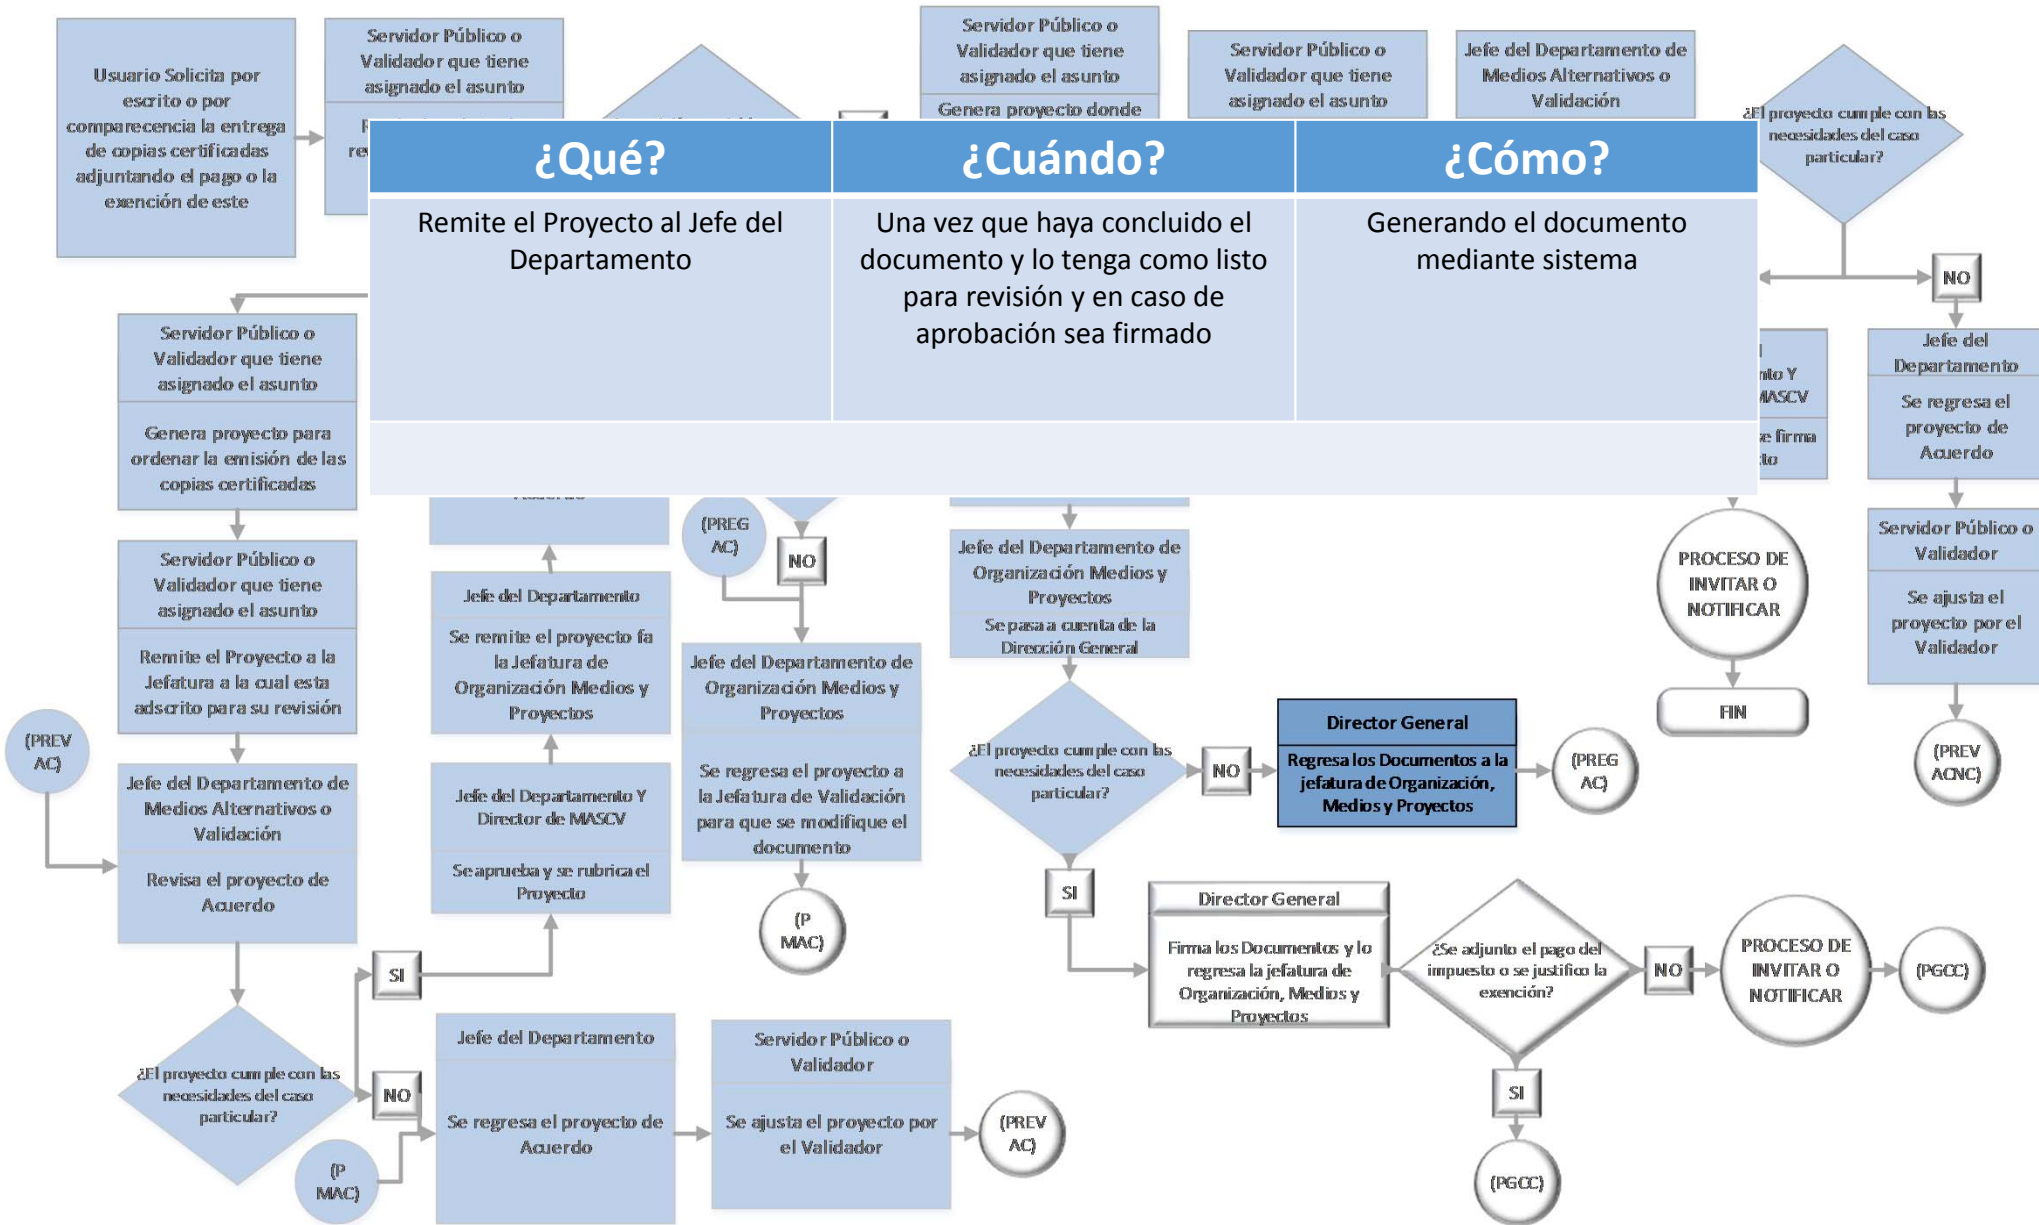 Usuario Solicita por
escrito o por
comparecencia la entrega
de copias certificadas
adjuntando el pago o la
exención de este
Servidor Público o
Validador que tiene
asignado el asunto
Servidor Público o
Validador que tiene
asignado el asunto
Genera proyecto donde
Servidor Público o
Validador que tiene
asignado el asunto
Jefe del Departamento de
Medios Alternativos o
Validación
¿El proyecto cumple con las
necesidades del caso
particular?
NO
¿Qué?
¿Cuándo?
¿Cómo?
Remite el Proyecto al Jefe del
Departamento
Una vez que haya concluido el
documento y lo tenga como listo
para revisión y en caso de
aprobación sea firmado
Generando el documento
mediante sistema
Servidor Público o
Validador que tiene
asignado el asunto
Genera proyecto para
ordenar la emisión de las
copias certificadas
Servidor Público o
Validador que tiene
asignado el asunto
Remite el Proyecto a la
Jefatura a la cual esta
adscrito para su revisión
(PREV
AC)
Jefe del Departamento de
Medios Alternativos o
Validación
Revisa el proyecto de
Acuerdo
¿El proyecto cumple con las
necesidades del caso
particular?
SI
NO
(P
MAC)
Jefe del Departamento
Se remite el proyecto fa
la Jefatura de
Organización Medios y
Proyectos
Jefe del Departamento Y
Director de MASCV
Se aprueba y se rubrica el
Proyecto
Jefe del Departamento
Se regresa el proyecto de
Acuerdo
Servidor Público o
Validador
Se ajusta el proyecto por
el Validador
(PREV
AC)
(PREG
AC)
NO
Jefe del Departamento de
Organización Medios y
Proyectos
Se regresa el proyecto a
la Jefatura de Validación
para que se modifique el
documento
(P
MAC)
Jefe del Departamento de
Organización Medios y
Proyectos
Se pasa a cuenta de la
Dirección General
¿El proyecto cumple con las
necesidades del caso
particular?
NO
Director General
Regresa los Documentos a la
jefatura de Organización,
Medios y Proyectos
(PREG
AC)
SI
Director General
Firma los Documentos y lo
regresa la jefatura de
Organización, Medios y
Proyectos
¿Se adjunto el pago del
impuesto o se justifico la
exención?
NO
PROCESO DE
INVITAR O
NOTIFICAR
(PGCC)
SI
(PGCC)
MASCV
se firma
PROCESO DE
INVITAR O
NOTIFICAR
FIN
Jefe del
Departamento
Se regresa el
proyecto de
Acuerdo
Servidor Público o
Validador
Se ajusta el
proyecto por el
Validador
(PREV
ACNC)